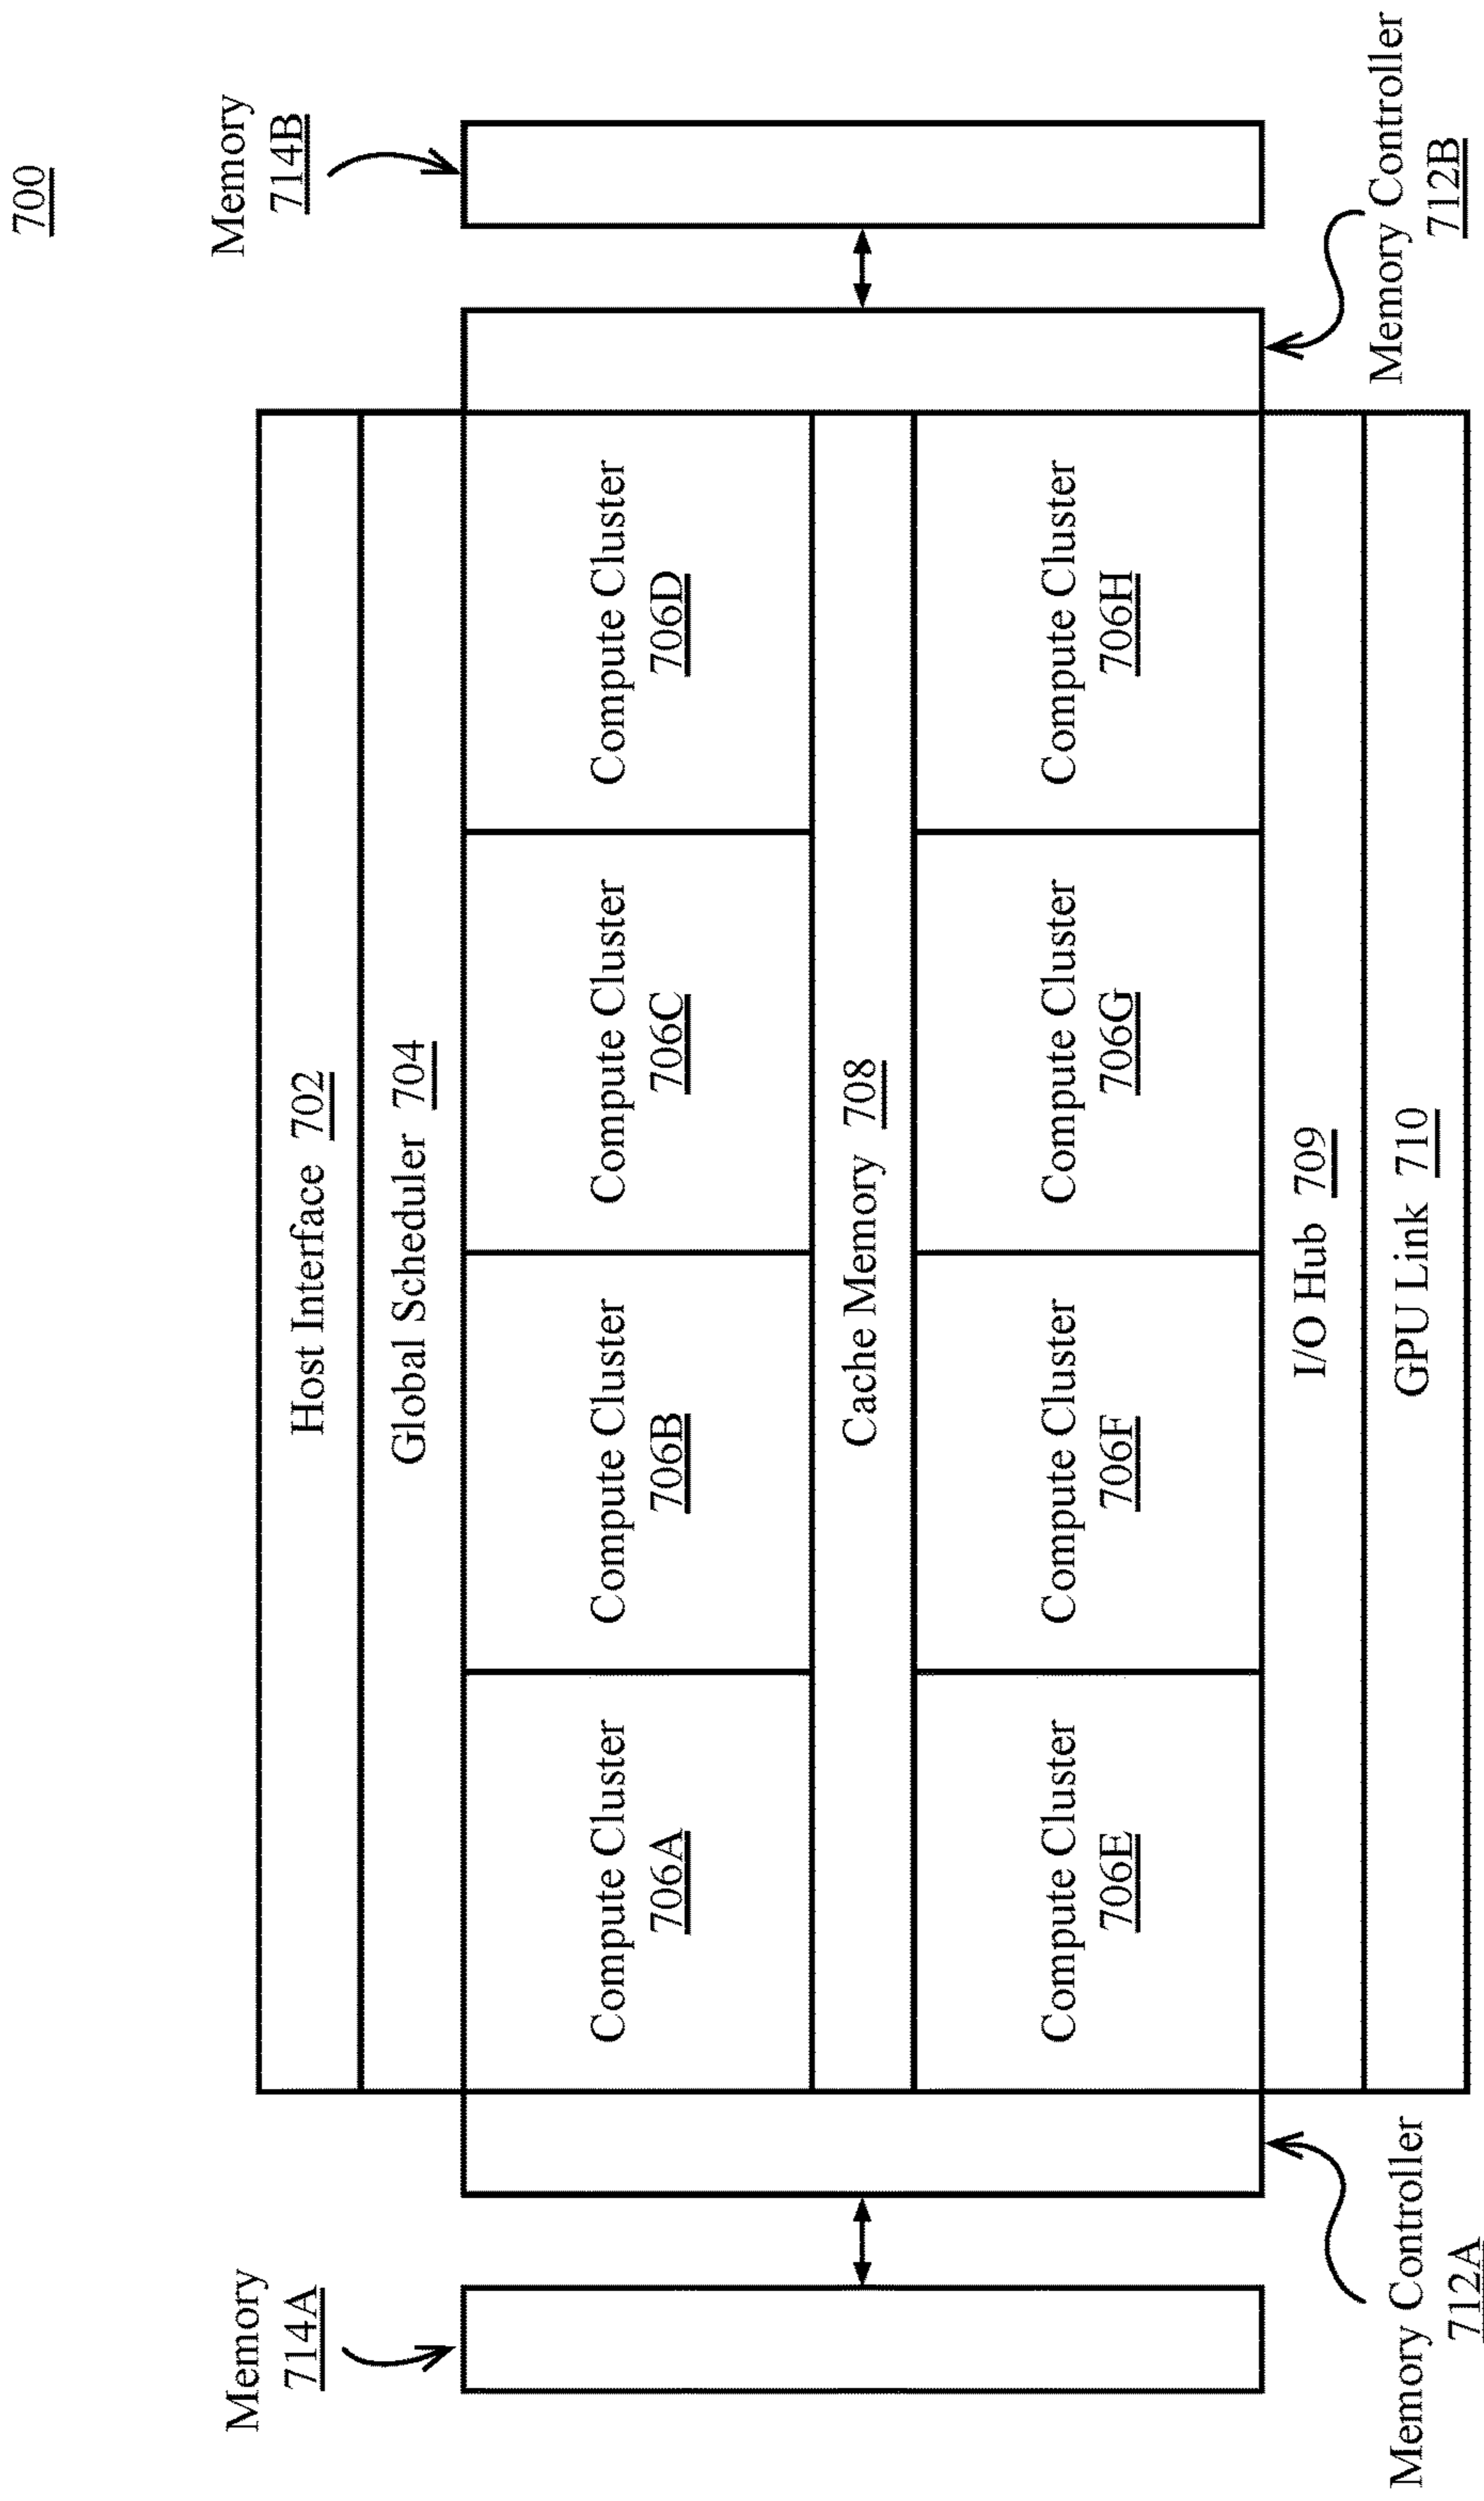 700
Memory
714A
Memory
714B
Host Interface 702
Global Scheduler 704
Compute Cluster
706A
Compute Cluster
706B
Compute Cluster
706C
Compute Cluster
706D
Cache Memory 708
Compute Cluster
706E
Compute Cluster
706F
Compute Cluster
706G
Compute Cluster
706H
I/O Hub 709
GPU Link 710
Memory Controller
712A
Memory Controller
712B